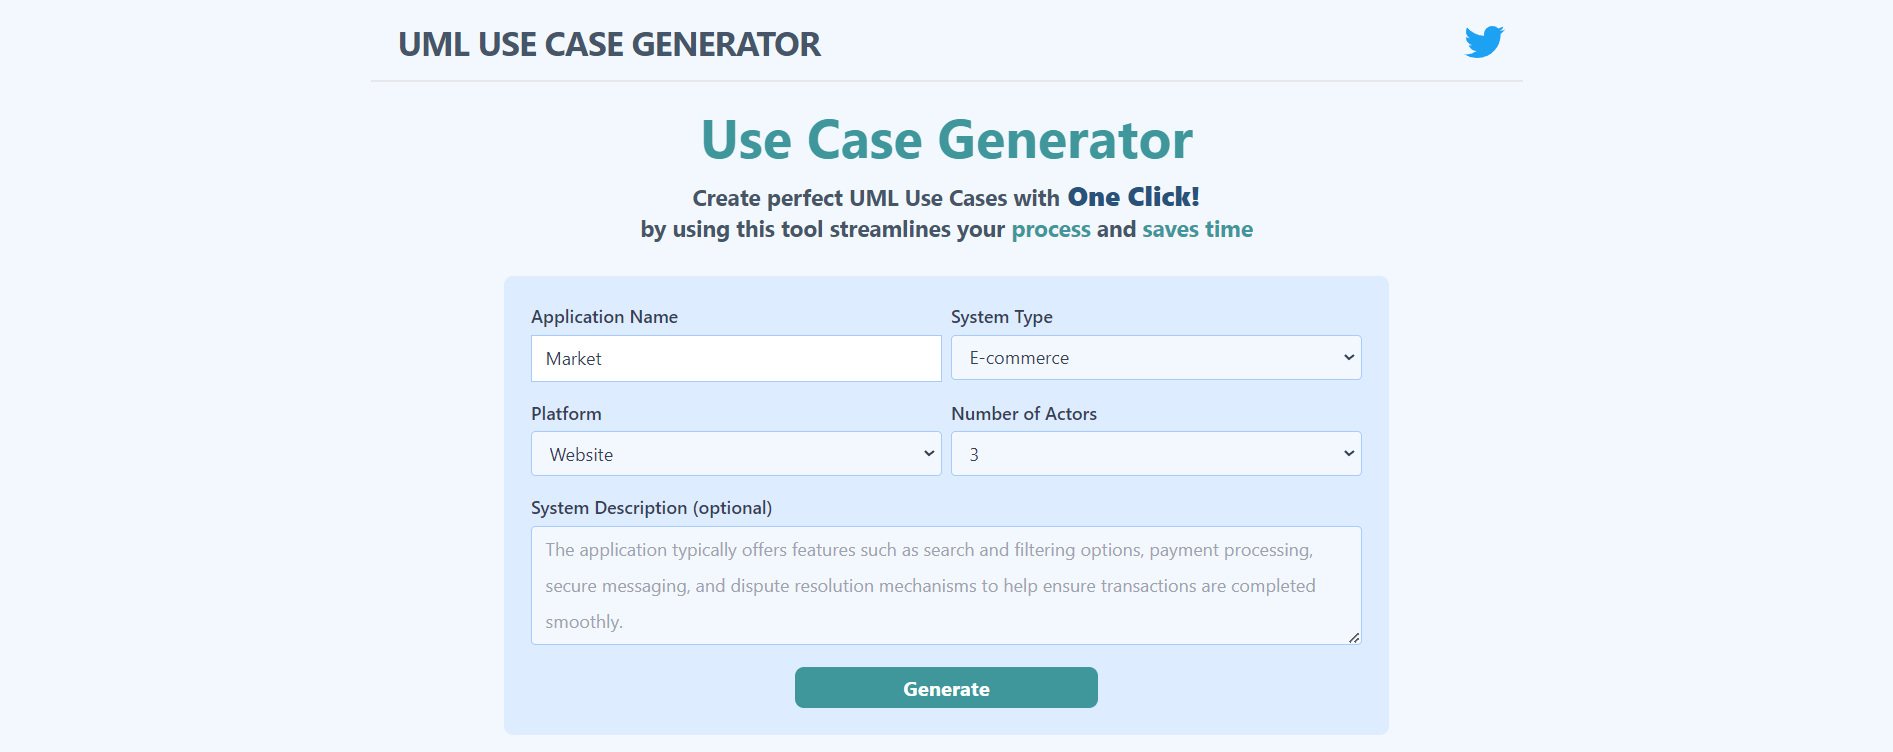 UML USE CASE GENERATOR
Use Case Generator
Create perfect UML Use Cases with One Click!
by using this tool streamlines your process and saves time
Application Name
System Type
Market
E-commerce
Platform
Number of Actors
Website
3
System Description (optional)
The application typically offers features such as search and filtering options, payment processing,
secure messaging, and dispute resolution mechanisms to help ensure transactions are completed
smoothly.
Generate